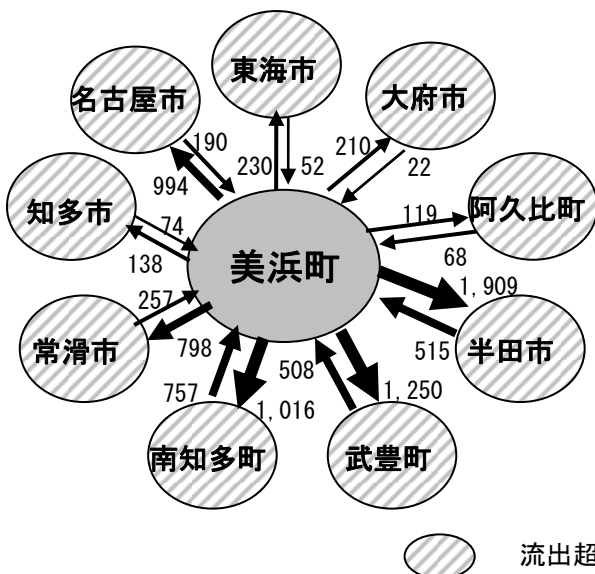 東海市
大府市
名古屋市
190
230
52
210
22
994
知多市
74
119
阿久比町
138
美浜町
68
257
1,909
常滑市
798
508
515
半田市
757
1,016
1,250
南知多町
武豊町
流出超